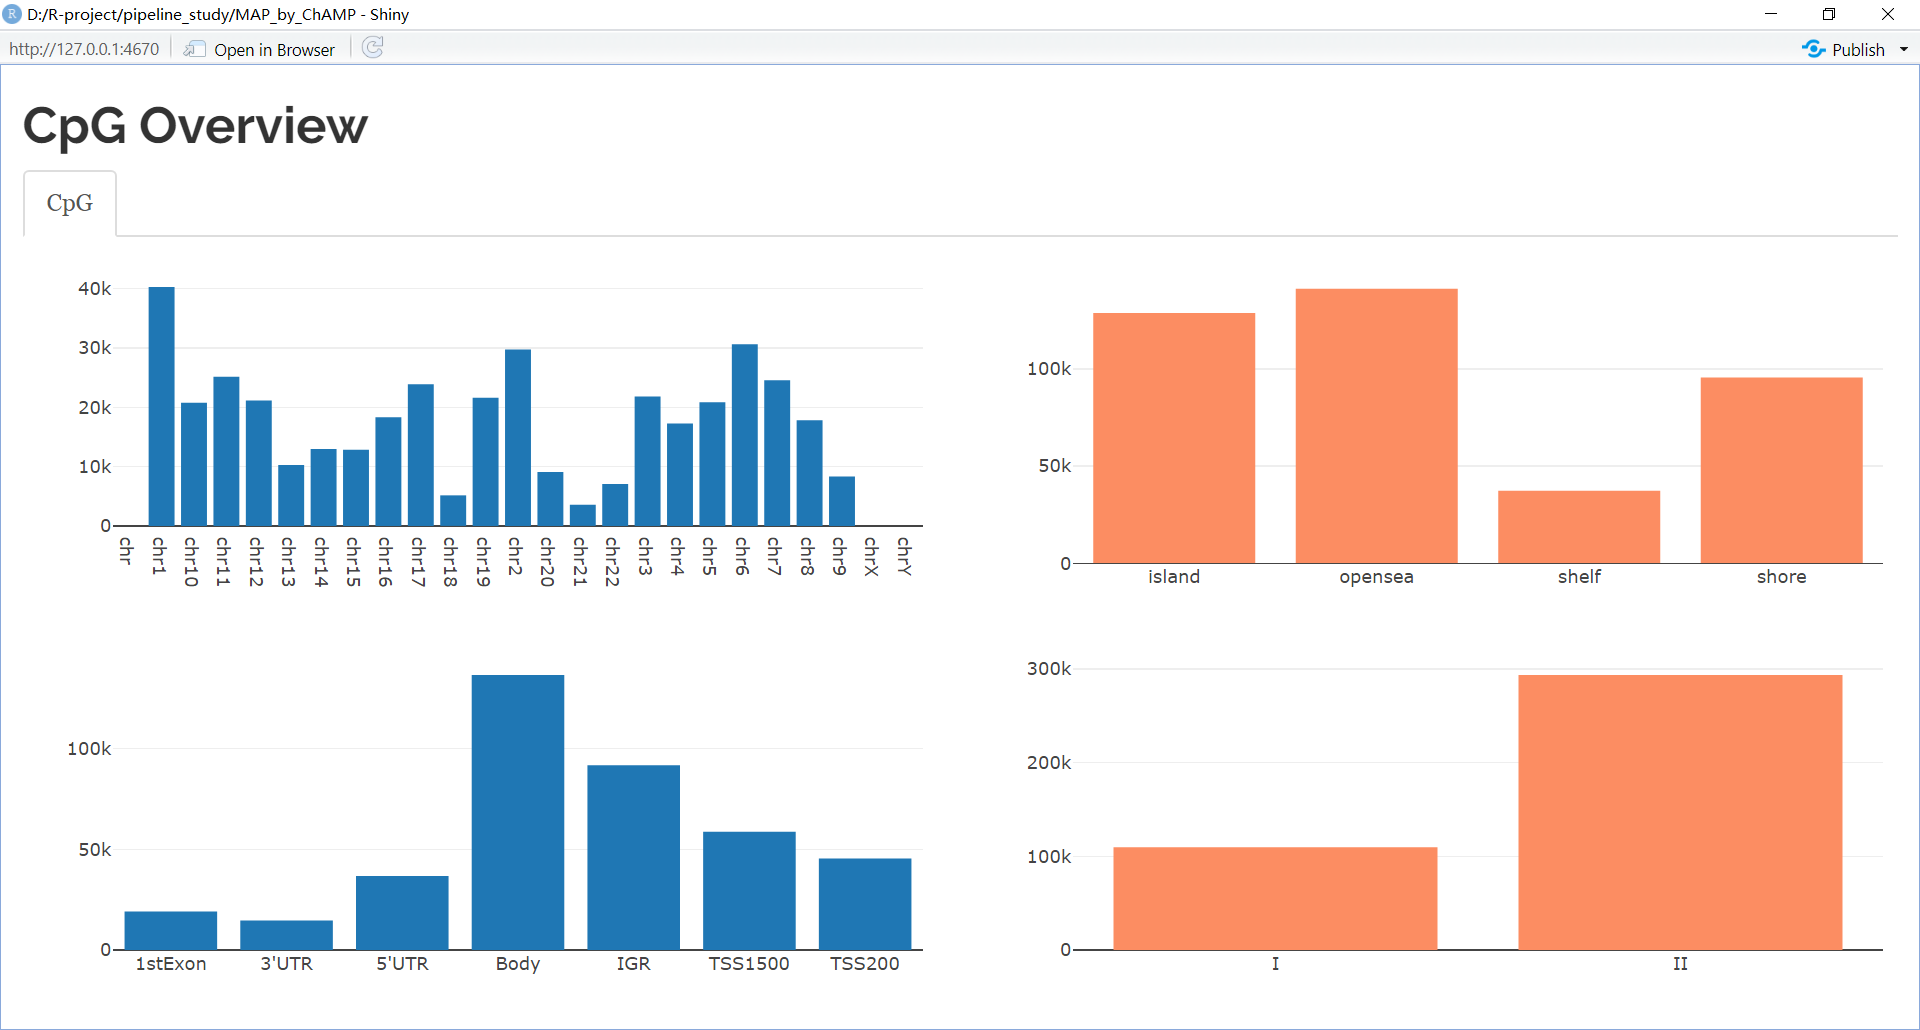 D:/R-project/pipeline_study/MAP_by_ChAMP - Shiny
http://127.0.0.1:4670 Open in Browser Publish
CpG Overview
CpG
40k
30k
20k
10k
0
chr chr1 chr10 chr11 chr12 chr13 chr14 chr15 chr16 chr17 chr18 chr19 chr2 chr20 chr21 chr22 chr3 chr4 chr5 chr6 chr7 chr8 chr9 chrX chrY
100k
50k
0
island opensea shelf shore
100k
50k
0
1stExon 3'UTR 5'UTR Body IGR TSS1500 TSS200
300k
200k
100k
0
I II